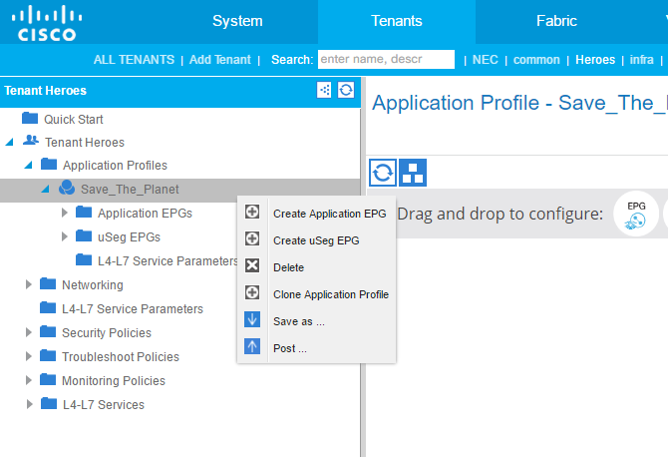 CISCO
System
Tenants
Fabric
ALL TENANTS | Add Tenant | Search: enter name, descr | NEC | common | Heroes | infra |
Tenant Heroes
Quick Start
Tenant Heroes
Application Profiles
Save_The_Planet
Application EPGs
uSeg EPGs
L4-L7 Service Parameters
Networking
L4-L7 Service Parameters
Security Policies
Troubleshoot Policies
Monitoring Policies
L4-L7 Services
Create Application EPG
Create uSeg EPG
Delete
Clone Application Profile
Save as ...
Post ...
Application Profile - Save_The_
Drag and drop to configure:
EPG